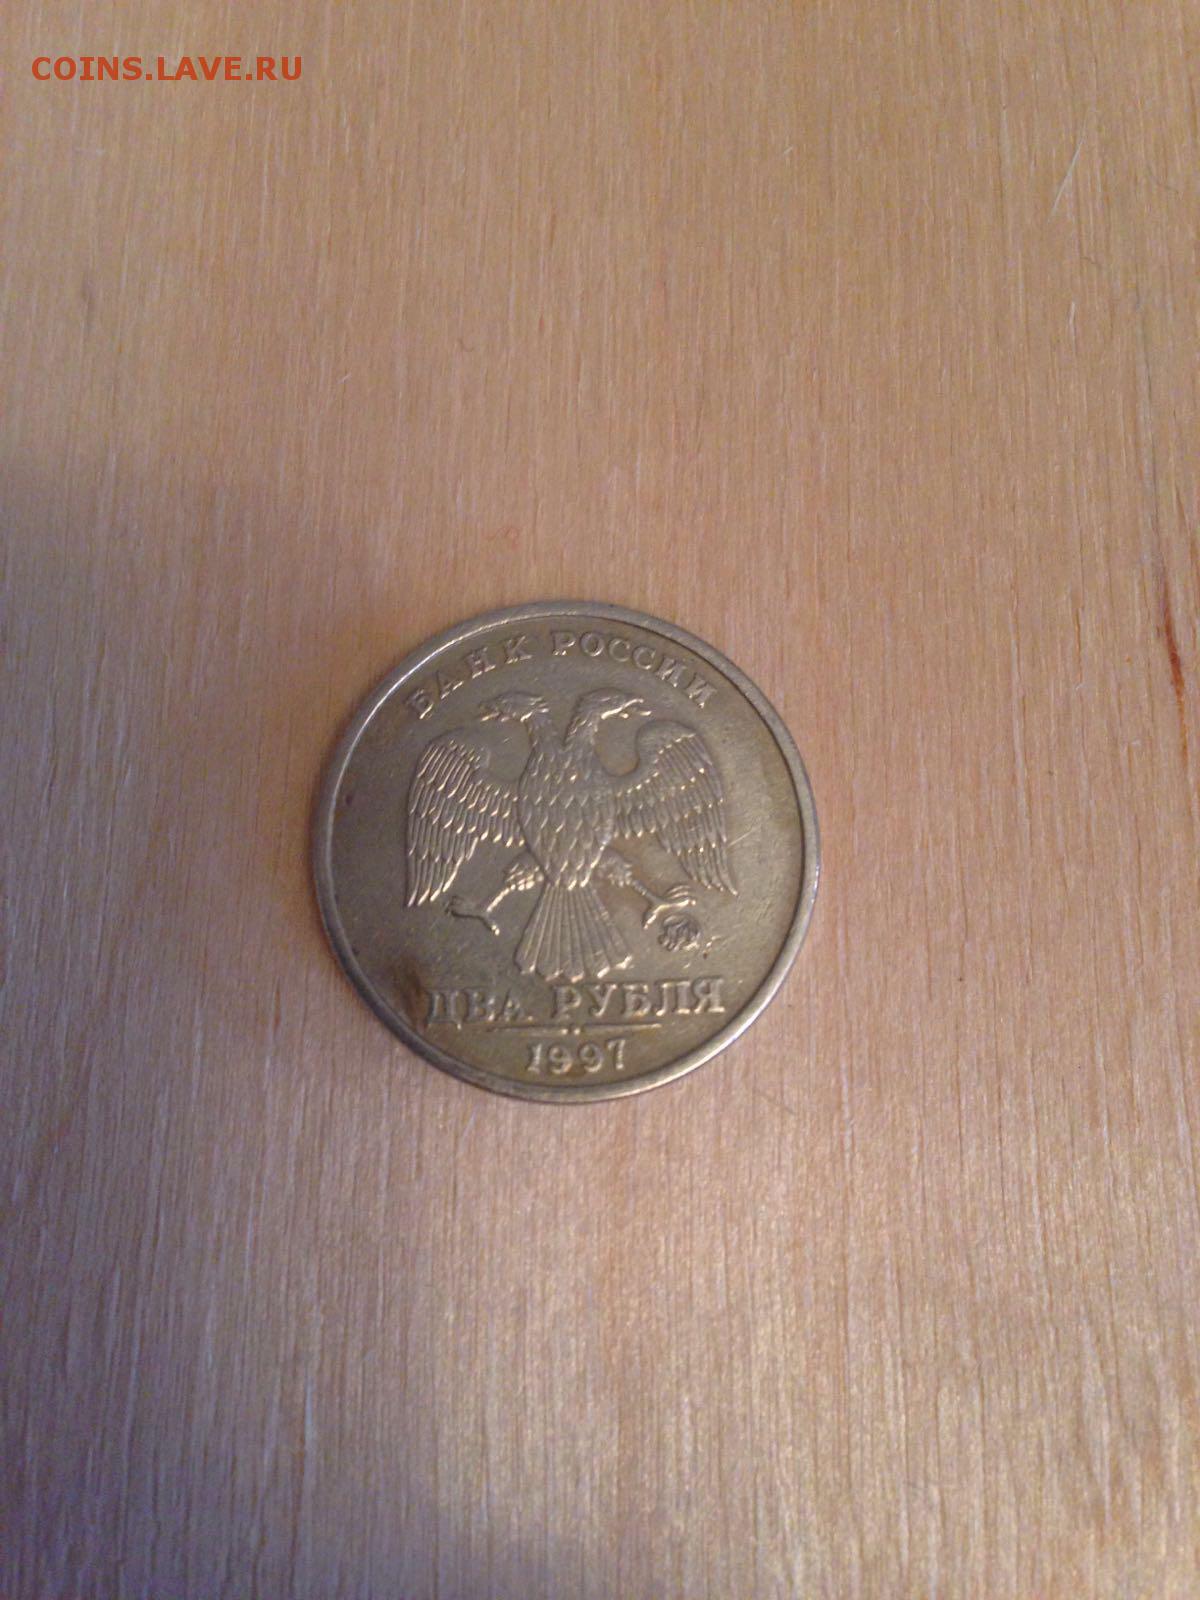 COINS.LAVE.RU
БАНК РОССИИ
ДВА РУБЛЯ
1997